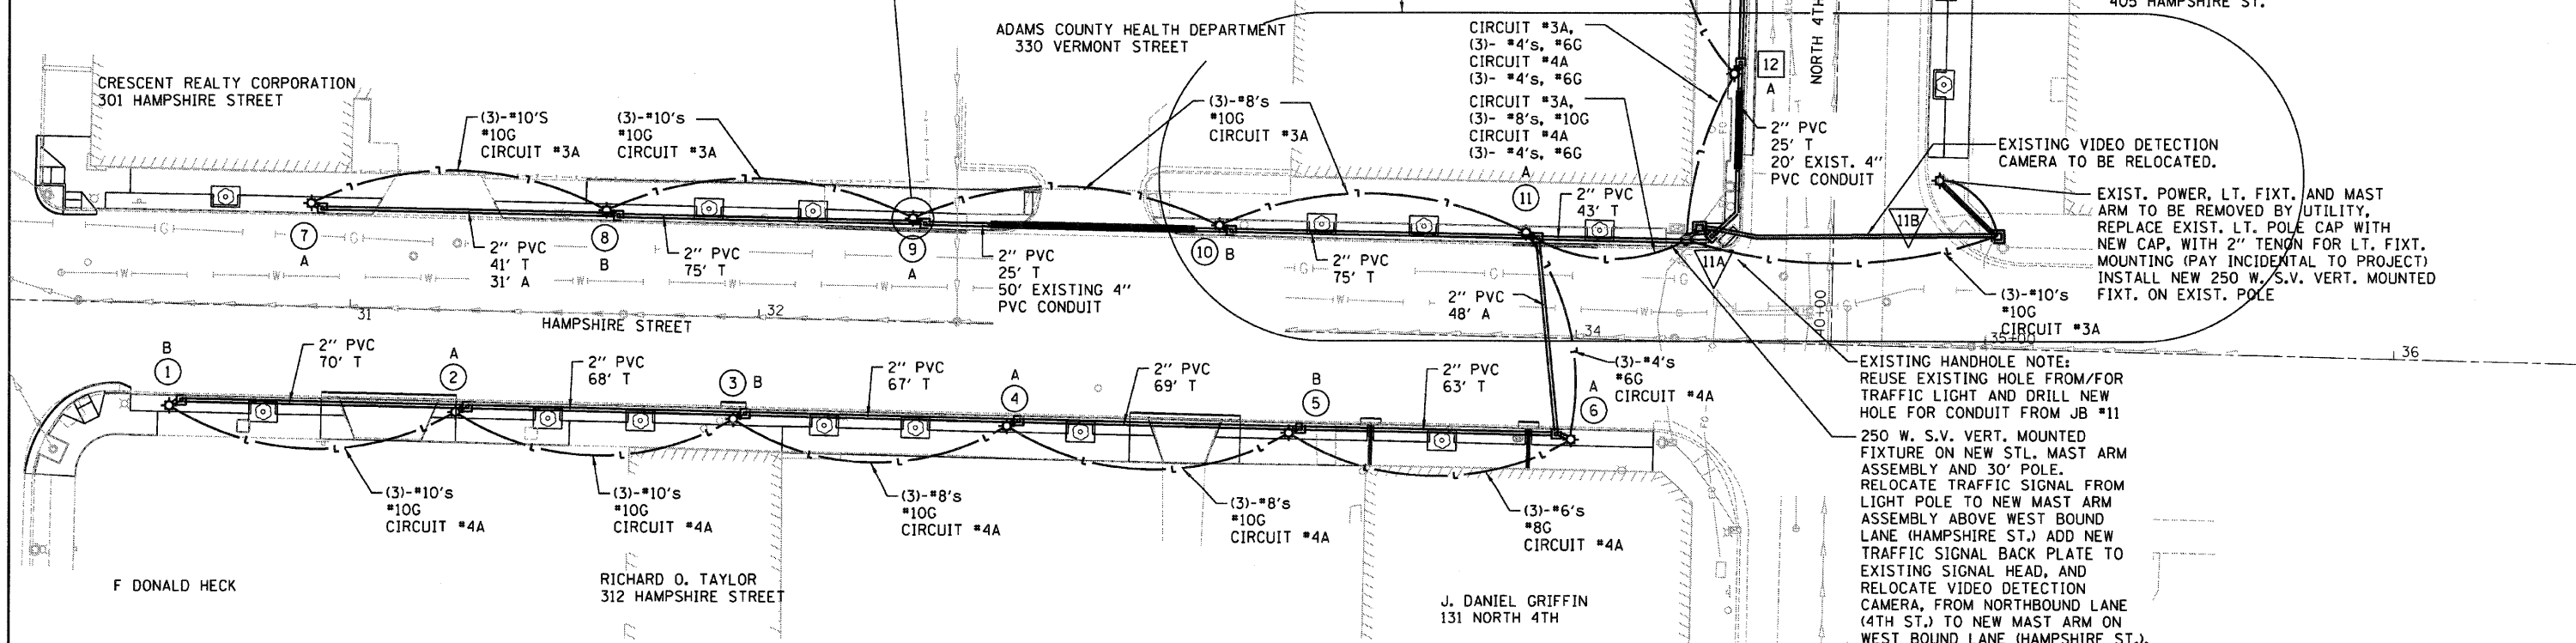 405 HAMPSHIRE ST.
ADAMS COUNTY HEALTH DEPARTMENT
330 VERMONT STREET
CRESCENT REALTY CORPORATION
301 HAMPSHIRE STREET
(3)-#10'S
#10G
CIRCUIT #3A
(3)-#10's
#10G
CIRCUIT #3A
(3)-#8's
#10G
CIRCUIT #3A
CIRCUIT #3A,
(3)- #4's, #6G
CIRCUIT #4A
(3)- #4's, #6G
CIRCUIT #3A,
(3)- #8's, #10G
CIRCUIT #4A
(3)- #4's, #6G
12
A
NORTH 4TH
2" PVC
25' T
20' EXIST. 4"
PVC CONDUIT
EXISTING VIDEO DETECTION
CAMERA TO BE RELOCATED.
EXIST. POWER, LT. FIXT. AND MAST
ARM TO BE REMOVED BY UTILITY,
REPLACE EXIST. LT. POLE CAP WITH
NEW CAP, WITH 2" TENON FOR LT. FIXT.
MOUNTING (PAY INCIDENTAL TO PROJECT)
INSTALL NEW 250 W. S.V. VERT. MOUNTED
FIXT. ON EXIST. POLE
7
A
2" PVC
41' T
31' A
8
B
2" PVC
75' T
9
A
2" PVC
25' T
50' EXISTING 4"
PVC CONDUIT
10 B
2" PVC
75' T
A
11
2" PVC
43' T
11A
11B
2" PVC
48' A
(3)-#10's
#10G
CIRCUIT #3A
31
32
34
35+00
36
40+00
HAMPSHIRE STREET
B
1
2" PVC
70' T
A
2
2" PVC
68' T
3 B
2" PVC
67' T
A
4
2" PVC
69' T
B
5
2" PVC
63' T
A
6
(3)-#4's
#6G
CIRCUIT #4A
EXISTING HANDHOLE NOTE:
REUSE EXISTING HOLE FROM/FOR
TRAFFIC LIGHT AND DRILL NEW
HOLE FOR CONDUIT FROM JB #11
250 W. S.V. VERT. MOUNTED
FIXTURE ON NEW STL. MAST ARM
ASSEMBLY AND 30' POLE.
RELOCATE TRAFFIC SIGNAL FROM
LIGHT POLE TO NEW MAST ARM
ASSEMBLY ABOVE WEST BOUND
LANE (HAMPSHIRE ST.) ADD NEW
TRAFFIC SIGNAL BACK PLATE TO
EXISTING SIGNAL HEAD, AND
RELOCATE VIDEO DETECTION
CAMERA, FROM NORTHBOUND LANE
(4TH ST.) TO NEW MAST ARM ON
WEST BOUND LANE (HAMPSHIRE ST.).
(3)-#10's
#10G
CIRCUIT #4A
(3)-#10's
#10G
CIRCUIT #4A
(3)-#8's
#10G
CIRCUIT #4A
(3)-#8's
#10G
CIRCUIT #4A
(3)-#6's
#8G
CIRCUIT #4A
F DONALD HECK
RICHARD O. TAYLOR
312 HAMPSHIRE STREET
J. DANIEL GRIFFIN
131 NORTH 4TH